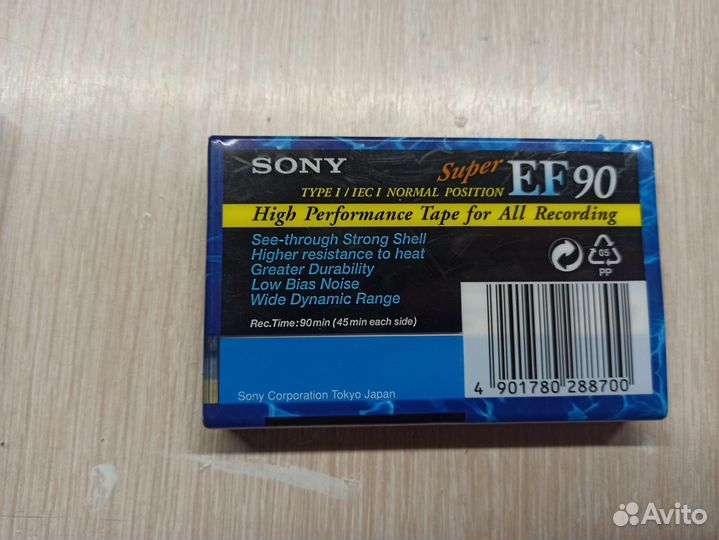 SONY
Super EF 90
TYPE I / IEC I NORMAL POSITION
High Performance Tape for All Recording
See-through Strong Shell
Higher resistance to heat
Greater Durability
Low Bias Noise
Wide Dynamic Range
Rec.Time: 90min (45min each side)
05
PP
4 901780 288700
Sony Corporation Tokyo Japan
Avito